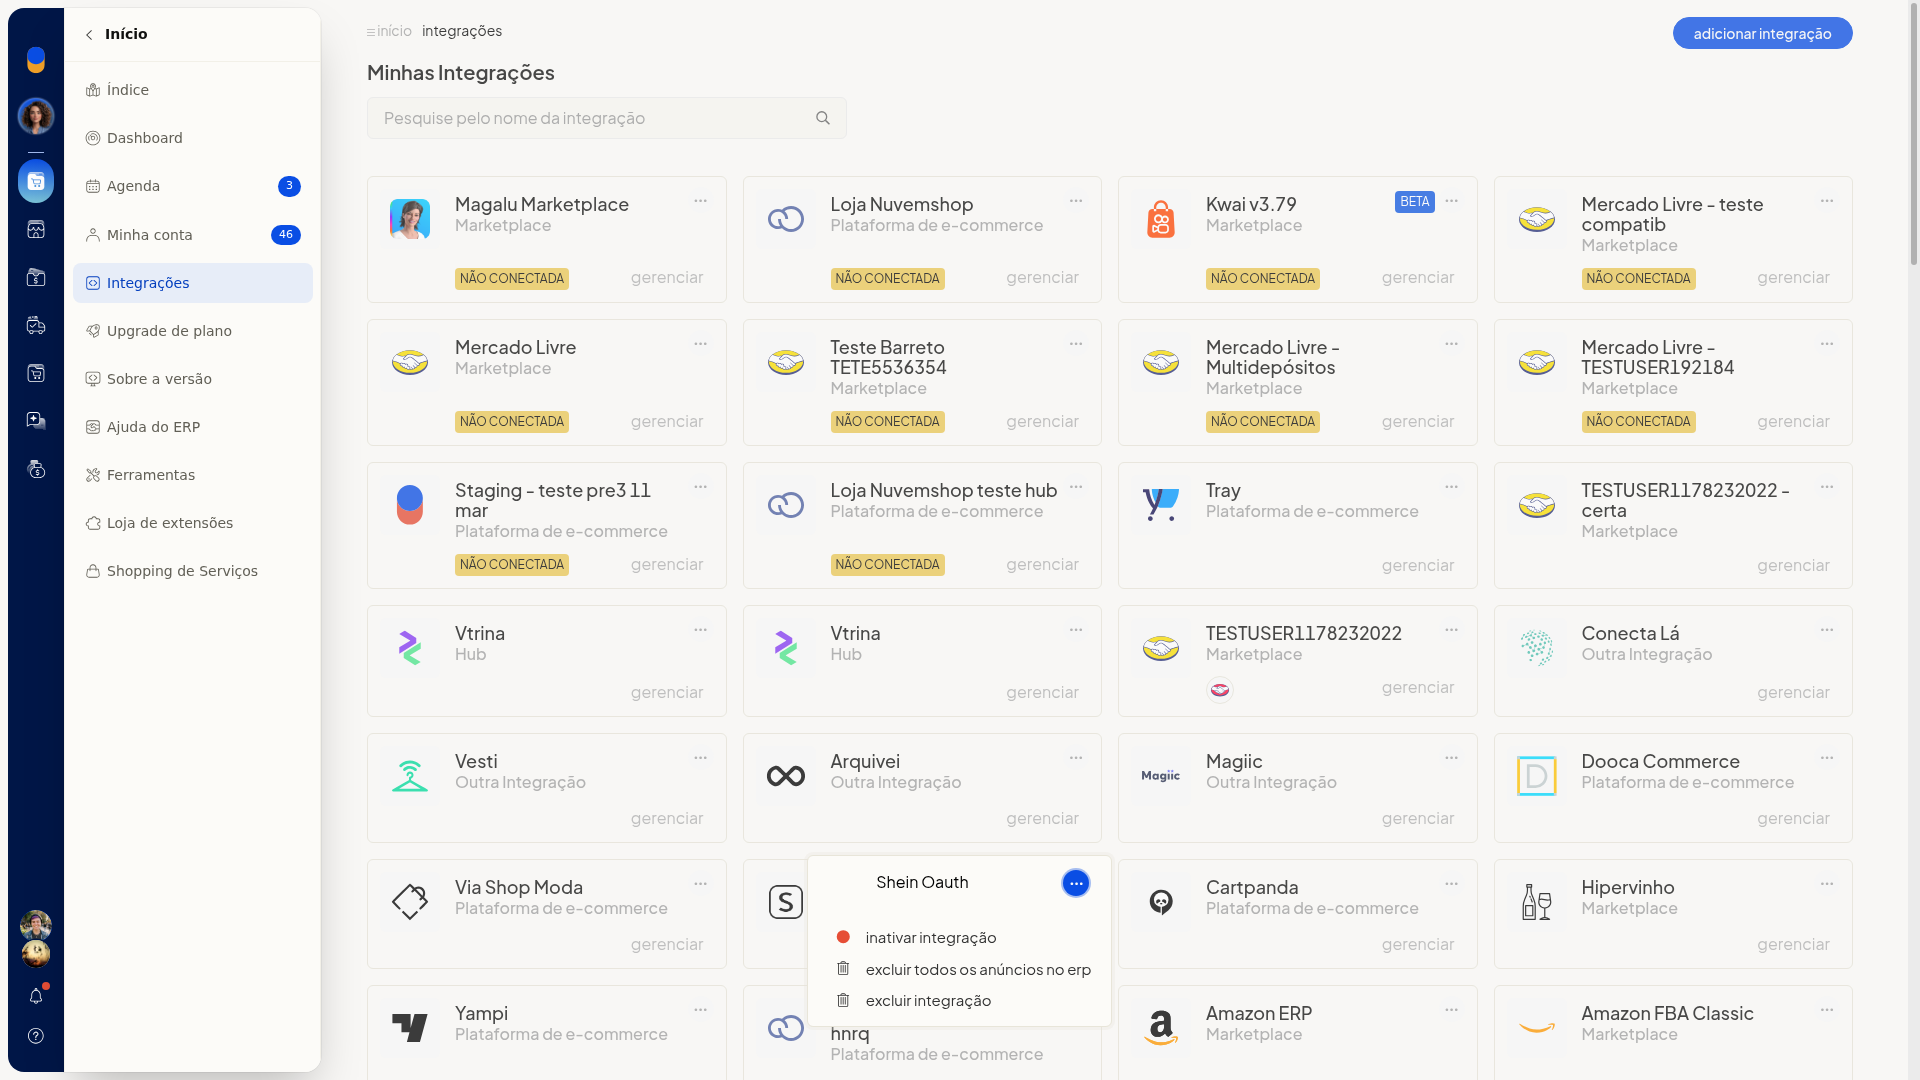 Início
Índice
Dashboard
Agenda
3
Minha conta
46
Integrações
Upgrade de plano
Sobre a versão
Ajuda do ERP
Ferramentas
Loja de extensões
Shopping de Serviços
início integrações
adicionar integração
Minhas Integrações
Pesquise pelo nome da integração
Magalu Marketplace
Marketplace
NÃO CONECTADA
gerenciar
Loja Nuvemshop
Plataforma de e-commerce
NÃO CONECTADA
gerenciar
Kwai v3.79
BETA
Marketplace
NÃO CONECTADA
gerenciar
Mercado Livre - teste
compatib
Marketplace
NÃO CONECTADA
gerenciar
Mercado Livre
Marketplace
NÃO CONECTADA
gerenciar
Teste Barreto
TETE5536354
Marketplace
NÃO CONECTADA
gerenciar
Mercado Livre -
Multidepósitos
Marketplace
NÃO CONECTADA
gerenciar
Mercado Livre -
TESTUSER192184
Marketplace
NÃO CONECTADA
gerenciar
Staging - teste pre3 11
mar
Plataforma de e-commerce
NÃO CONECTADA
gerenciar
Loja Nuvemshop teste hub
Plataforma de e-commerce
NÃO CONECTADA
gerenciar
Tray
Plataforma de e-commerce
gerenciar
TESTUSER1178232022 -
certa
Marketplace
gerenciar
Vtrina
Hub
gerenciar
Vtrina
Hub
gerenciar
TESTUSER1178232022
Marketplace
gerenciar
Conecta Lá
Outra Integração
gerenciar
Vesti
Outra Integração
gerenciar
Arquivei
Outra Integração
gerenciar
Magiic
Magiic
Outra Integração
gerenciar
D
Dooca Commerce
Plataforma de e-commerce
gerenciar
Via Shop Moda
Plataforma de e-commerce
gerenciar
S
Shein Oauth
inativar integração
excluir todos os anúncios no erp
excluir integração
Cartpanda
Plataforma de e-commerce
gerenciar
Hipervinho
Marketplace
gerenciar
Yampi
Plataforma de e-commerce
hnrq
Plataforma de e-commerce
a
Amazon ERP
Marketplace
Amazon FBA Classic
Marketplace